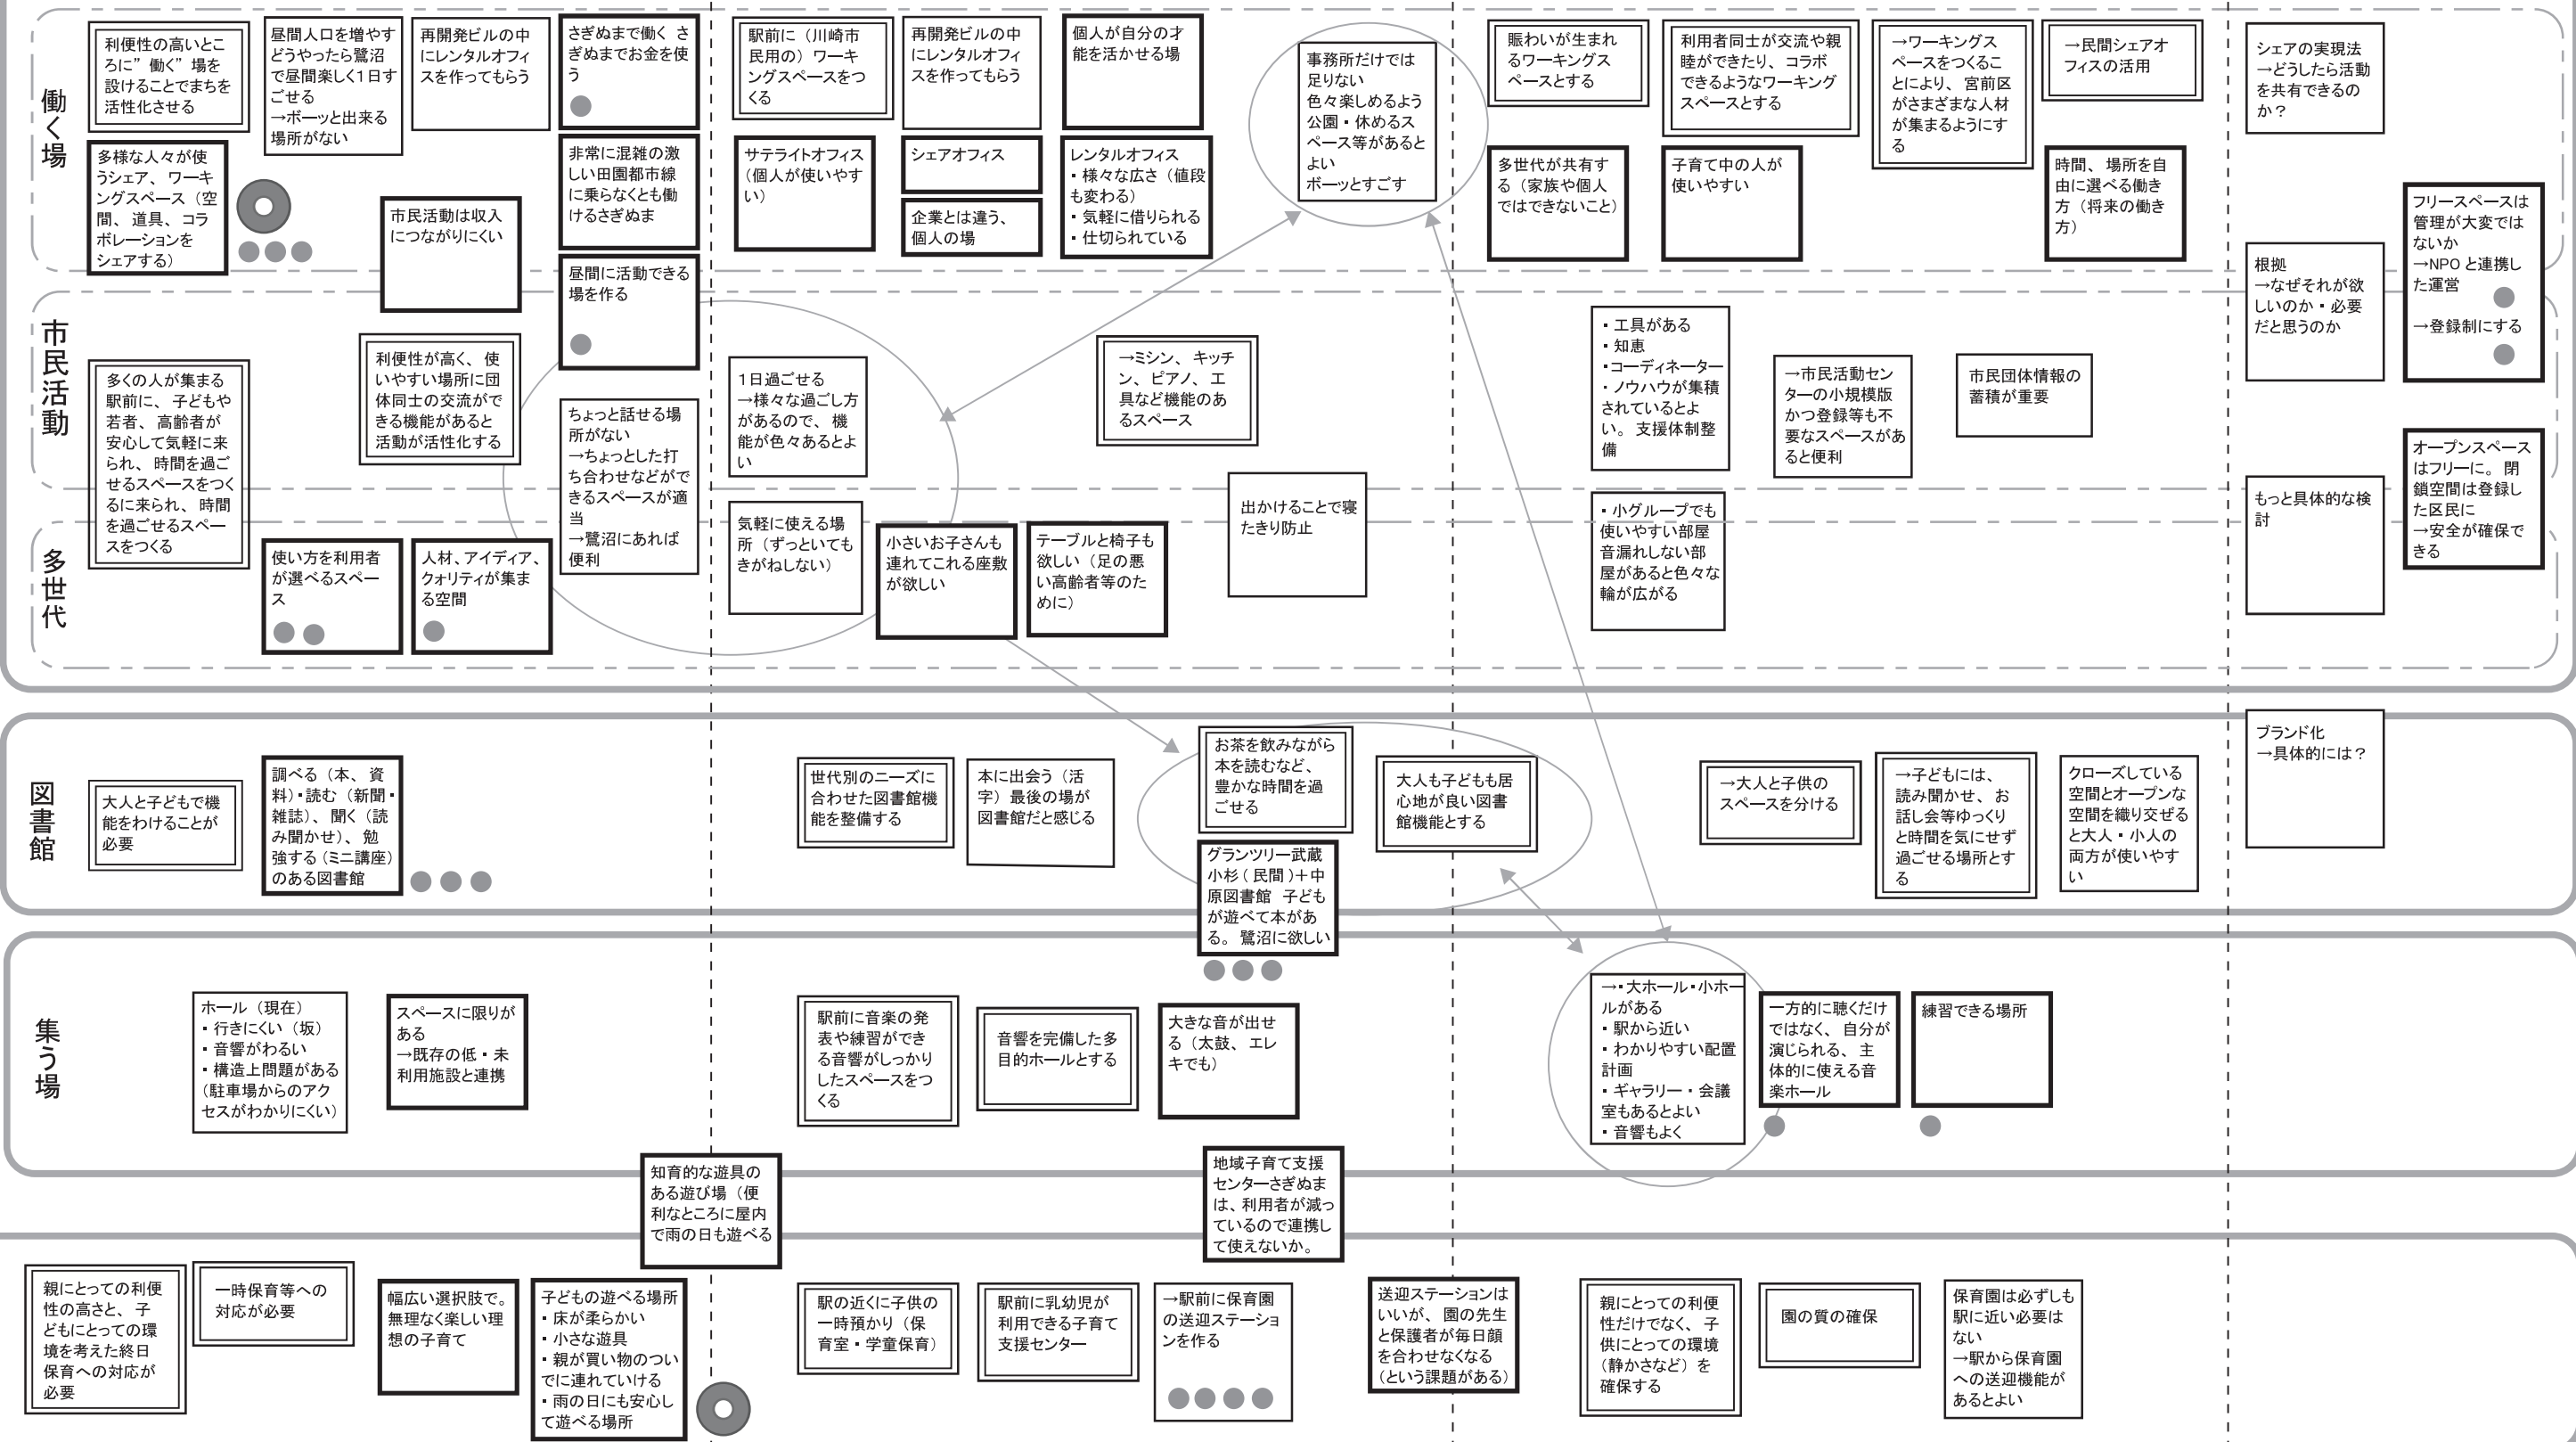 働く場
利便性の高いとこ
ろに”働く”場を
設けることでまちを
活性化させる
昼間人口を増やす
どうやったら鷺沼
で昼間楽しく1日す
ごせる
→ボーッと出来る
場所がない
再開発ビルの中
にレンタルオフィ
スを作ってもらう
さぎぬまで働く さ
ぎぬまでお金を使
う
駅前に（川崎市
民用の）ワーキ
ングスペースをつ
くる
再開発ビルの中
にレンタルオフィ
スを作ってもらう
個人が自分の才
能を活かせる場
事務所だけでは
足りない
色々楽しめるよう
公園・休めるス
ペース等があると
よい
ボーッとすごす
賑わいが生まれ
るワーキングス
ペースとする
利用者同士が交流や親
睦ができたり、コラボ
できるようなワーキング
スペースとする
→ワーキングス
ペースをつくるこ
とにより、宮前区
がさまざまな人材
が集まるようにす
る
→民間シェアオ
フィスの活用
シェアの実現法
→どうしたら活動
を共有できるの
か？
多様な人々が使
うシェア、ワーキ
ングスペース（空
間、道具、コラ
ボレーションを
シェアする）
市民活動は収入
につながりにくい
非常に混雑の激
しい田園都市線
に乗らなくとも働
けるさぎぬま
サテライトオフィス
（個人が使いやす
い）
シェアオフィス
企業とは違う、
個人の場
レンタルオフィス
・様々な広さ（値段
も変わる）
・気軽に借りられる
・仕切られている
多世代が共有す
る（家族や個人
ではできないこと）
子育て中の人が
使いやすい
時間、場所を自
由に選べる働き
方（将来の働き
方）
フリースペースは
管理が大変では
ないか
→NPOと連携し
た運営
→登録制にする
根拠
→なぜそれが欲
しいのか・必要
だと思うのか
昼間に活動できる
場を作る
市民活動
多くの人が集まる
駅前に、子どもや
若者、高齢者が
安心して気軽に来
られ、時間を過ご
せるスペースをつく
るに来られ、時間
を過ごせるスペー
スをつくる
利便性が高く、使
いやすい場所に団
体同士の交流がで
きる機能があると
活動が活性化する
ちょっと話せる場
所がない
→ちょっとした打
ち合わせなどがで
きるスペースが適
当
→鷺沼にあれば
便利
1日過ごせる
→様々な過ごし方
があるので、機
能が色々あるとよ
い
→ミシン、キッチ
ン、ピアノ、工
具など機能のあ
るスペース
・工具がある
・知恵
・コーディネーター
・ノウハウが集積
されているとよ
い。支援体制整
備
→市民活動セン
ターの小規模版
かつ登録等も不
要なスペースがあ
ると便利
市民団体情報の
蓄積が重要
オープンスペース
はフリーに。閉
鎖空間は登録し
た区民に
→安全が確保で
きる
もっと具体的な検
討
多世代
使い方を利用者
が選べるスペー
ス
人材、アイディア、
クォリティが集ま
る空間
気軽に使える場
所（ずっといても
きがねしない）
小さいお子さんも
連れてこれる座敷
が欲しい
テーブルと椅子も
欲しい（足の悪
い高齢者等のた
めに）
出かけることで寝
たきり防止
・小グループでも
使いやすい部屋
音漏れしない部
屋があると色々な
輪が広がる
図書館
大人と子どもで機
能をわけることが
必要
調べる（本、資
料）・読む（新聞・
雑誌）、聞く（読
み聞かせ）、勉
強する（ミニ講座）
のある図書館
世代別のニーズに
合わせた図書館機
能を整備する
本に出会う（活
字）最後の場が
図書館だと感じる
お茶を飲みながら
本を読むなど、
豊かな時間を過
ごせる
大人も子どもも居
心地が良い図書
館機能とする
→大人と子供の
スペースを分ける
→子どもには、
読み聞かせ、お
話し会等ゆっくり
と時間を気にせず
過ごせる場所とす
る
クローズしている
空間とオープンな
空間を織り交ぜる
と大人・小人の
両方が使いやす
い
ブランド化
→具体的には？
グランツリー武蔵
小杉（民間）＋中
原図書館 子ども
が遊べて本があ
る。鷺沼に欲しい
集う場
ホール（現在）
・行きにくい（坂）
・音響がわるい
・構造上問題がある
（駐車場からのアク
セスがわかりにくい）
スペースに限りが
ある
→既存の低・未
利用施設と連携
駅前に音楽の発
表や練習ができ
る音響がしっかり
したスペースをつ
くる
音響を完備した多
目的ホールとする
大きな音が出せ
る（太鼓、エレ
キでも）
→・大ホール・小ホー
ルがある
・駅から近い
・わかりやすい配置
計画
・ギャラリー・会議
室もあるとよい
・音響もよく
一方的に聴くだけ
ではなく、自分が
演じられる、主
体的に使える音
楽ホール
練習できる場所
知育的な遊具の
ある遊び場（便
利なところに屋内
で雨の日も遊べる
地域子育て支援
センターさぎぬま
は、利用者が減っ
ているので連携し
て使えないか。
親にとっての利便
性の高さと、子
どもにとっての環
境を考えた終日
保育への対応が
必要
一時保育等への
対応が必要
幅広い選択肢で。
無理なく楽しい理
想の子育て
子どもの遊べる場所
・床が柔らかい
・小さな遊具
・親が買い物のつい
でに連れていける
・雨の日にも安心し
て遊べる場所
駅の近くに子供の
一時預かり（保
育室・学童保育）
駅前に乳幼児が
利用できる子育て
支援センター
→駅前に保育園
の送迎ステーショ
ンを作る
送迎ステーションは
いいが、園の先生
と保護者が毎日顔
を合わせなくなる
（という課題がある）
親にとっての利便
性だけでなく、子
供にとっての環境
（静かさなど）を
確保する
園の質の確保
保育園は必ずしも
駅に近い必要は
ない
→駅から保育園
への送迎機能が
あるとよい